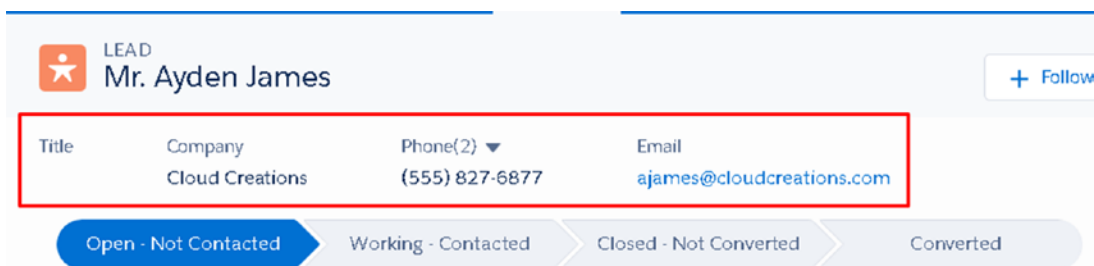 LEAD
Mr. Ayden James
+ Follow
Title Company Phone(2) Email
Cloud Creations (555) 827-6877 ajames@cloudcreations.com
Open - Not Contacted Working - Contacted Closed - Not Converted Converted